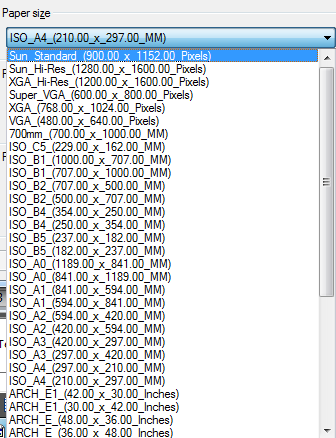 Paper size
ISO_A4_(210.00_x_297.00_MM)
Sun_Standard_(900.00_x_1152.00_Pixels)
Sun_Hi-Res_(1280.00_x_1600.00_Pixels)
XGA_Hi-Res_(1200.00_x_1600.00_Pixels)
Super_VGA_(600.00_x_800.00_Pixels)
XGA_(768.00_x_1024.00_Pixels)
VGA_(480.00_x_640.00_Pixels)
700mm_(700.00_x_1000.00_MM)
ISO_C5_(229.00_x_162.00_MM)
ISO_B1_(1000.00_x_707.00_MM)
ISO_B1_(707.00_x_1000.00_MM)
ISO_B2_(707.00_x_500.00_MM)
ISO_B2_(500.00_x_707.00_MM)
ISO_B4_(354.00_x_250.00_MM)
ISO_B4_(250.00_x_354.00_MM)
ISO_B5_(237.00_x_182.00_MM)
ISO_B5_(182.00_x_237.00_MM)
ISO_A0_(1189.00_x_841.00_MM)
ISO_A0_(841.00_x_1189.00_MM)
ISO_A1_(841.00_x_594.00_MM)
ISO_A1_(594.00_x_841.00_MM)
ISO_A2_(594.00_x_420.00_MM)
ISO_A2_(420.00_x_594.00_MM)
ISO_A3_(420.00_x_297.00_MM)
ISO_A3_(297.00_x_420.00_MM)
ISO_A4_(297.00_x_210.00_MM)
ISO_A4_(210.00_x_297.00_MM)
ARCH_E1_(42.00_x_30.00_Inches)
ARCH_E1_(30.00_x_42.00_Inches)
ARCH_E_(48.00_x_36.00_Inches)
ARCH_E_(36.00_x_48.00_Inches)